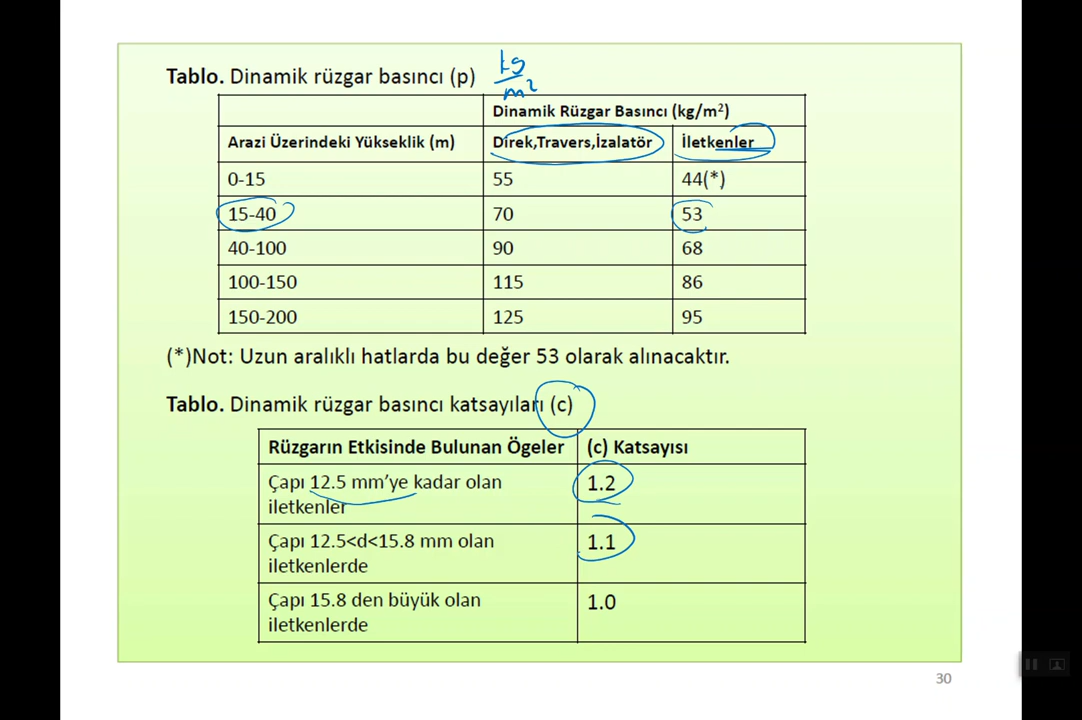 Tablo. Dinamik rüzgar basıncı (p) kg/m²
Dinamik Rüzgar Basıncı (kg/m²)
Arazi Üzerindeki Yükseklik (m) Direk,Travers,İzalatör İletkenler
0-15 55 44(*)
15-40 70 53
40-100 90 68
100-150 115 86
150-200 125 95
(*)Not: Uzun aralıklı hatlarda bu değer 53 olarak alınacaktır.
Tablo. Dinamik rüzgar basıncı katsayıları (c)
Rüzgarın Etkisinde Bulunan Ögeler (c) Katsayısı
Çapı 12.5 mm’ye kadar olan 1.2
iletkenler
Çapı 12.5<d<15.8 mm olan 1.1
iletkenlerde
Çapı 15.8 den büyük olan 1.0
iletkenlerde
30